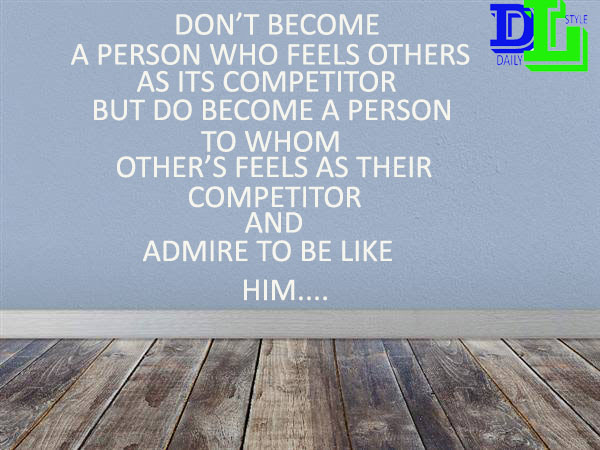 DON'T BECOME
A PERSON WHO FEELS OTHERS
AS ITS COMPETITOR
BUT DO BECOME A PERSON
TO WHOM
OTHER'S FEELS AS THEIR
COMPETITOR
AND
ADMIRE TO BE LIKE
HIM....
DL
STYLE
DAILY